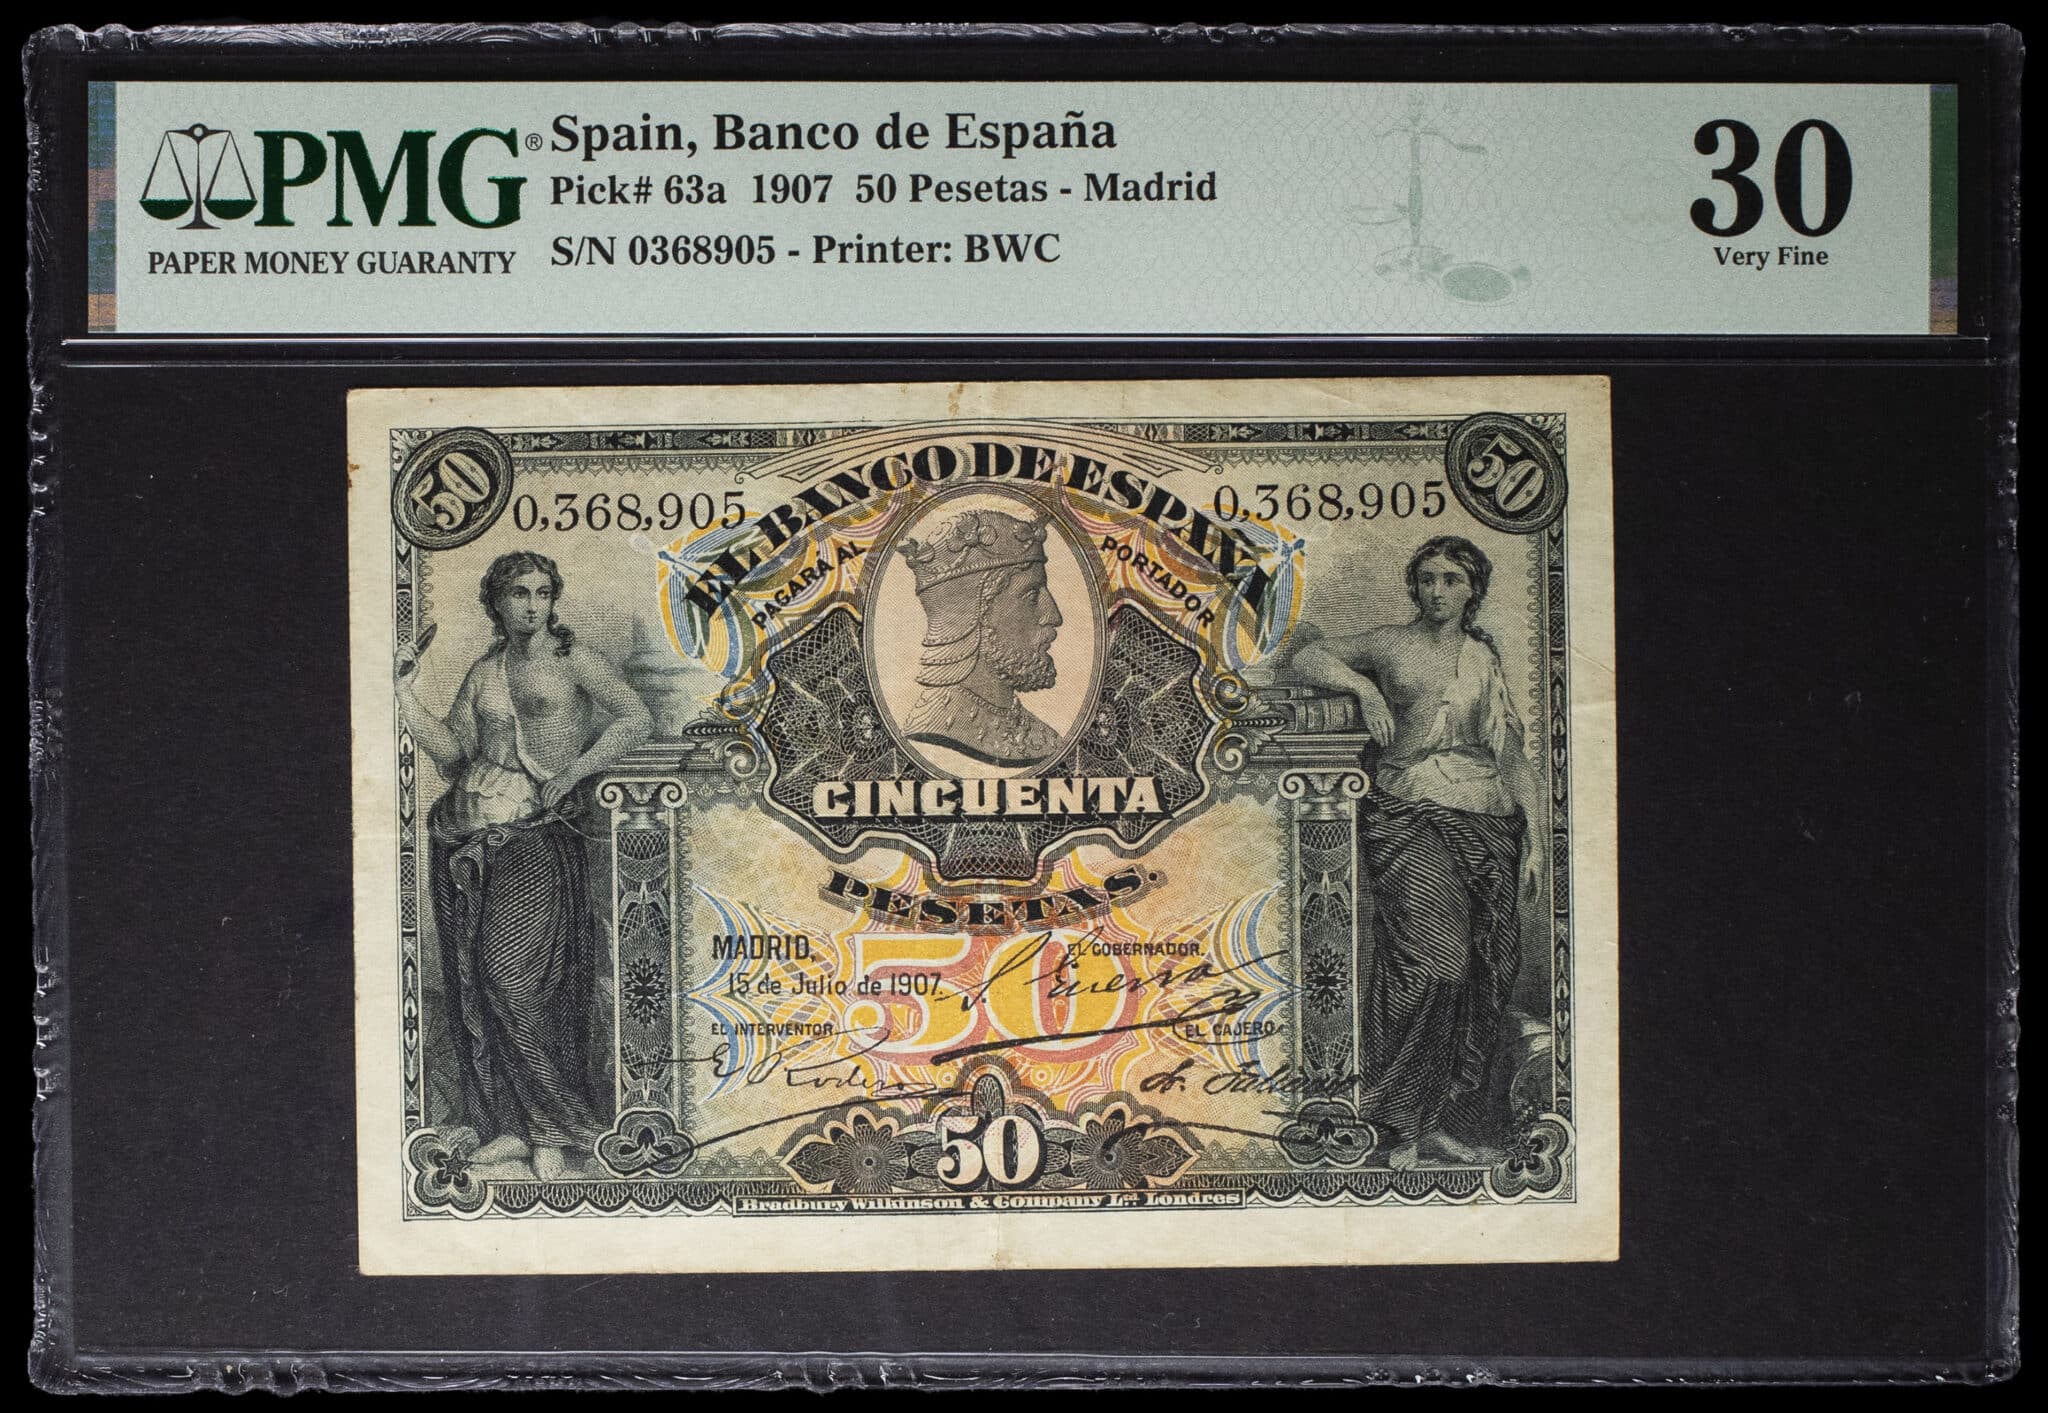 PMG®
PAPER MONEY GUARANTY
Spain, Banco de España
Pick# 63a 1907 50 Pesetas - Madrid
S/N 0368905 - Printer: BWC
30
Very Fine
50
50
0,368,905
0,368,905
EL BANCO DE ESPAÑA
PAGARÁ AL PORTADOR
CINCUENTA
PESETAS.
50
MADRID,
15 de Julio de 1907.
EL GOBERNADOR.
EL INTERVENTOR.
EL CAJERO
50
Bradbury Wilkinson & Company Ld. Londres